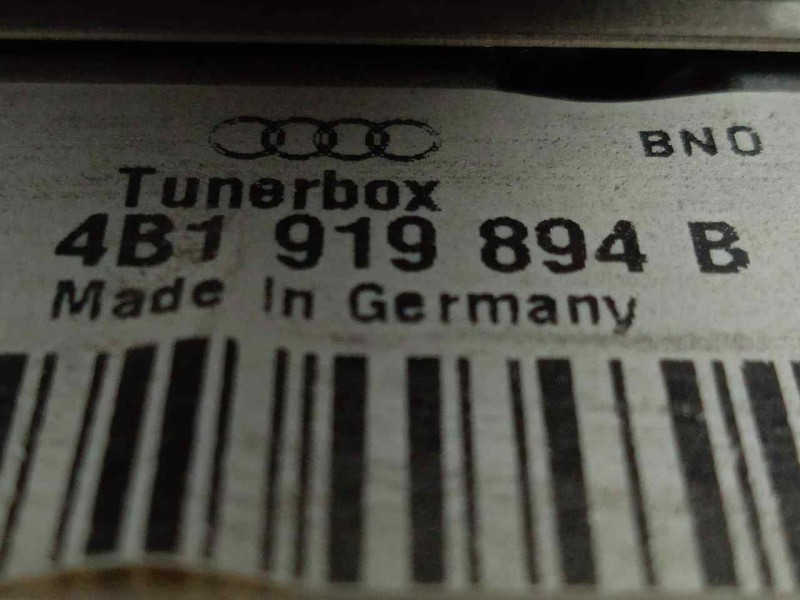 BNO
Tunerbox
4B1 919 894 B
Made In Germany